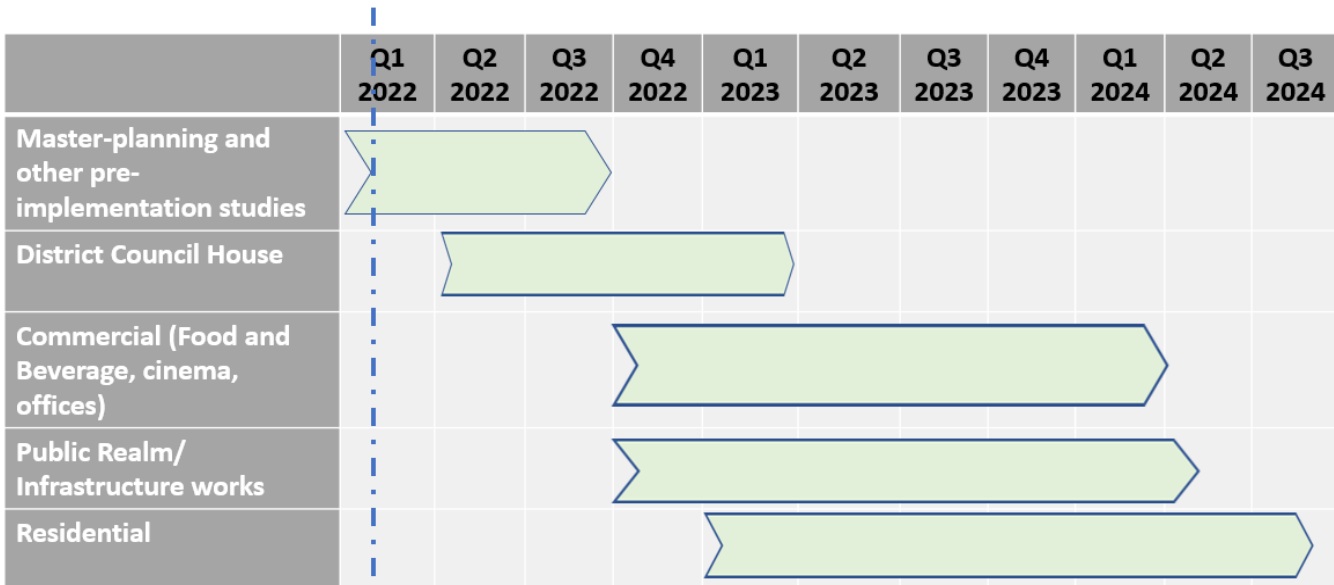 Q1 Q2 Q3 Q4 Q1 Q2 Q3 Q4 Q1 Q2 Q3
2022 2022 2022 2022 2023 2023 2023 2023 2024 2024 2024
Master-planning and
other pre-
implementation studies
District Council House
Commercial (Food and
Beverage, cinema,
offices)
Public Realm/
Infrastructure works
Residential